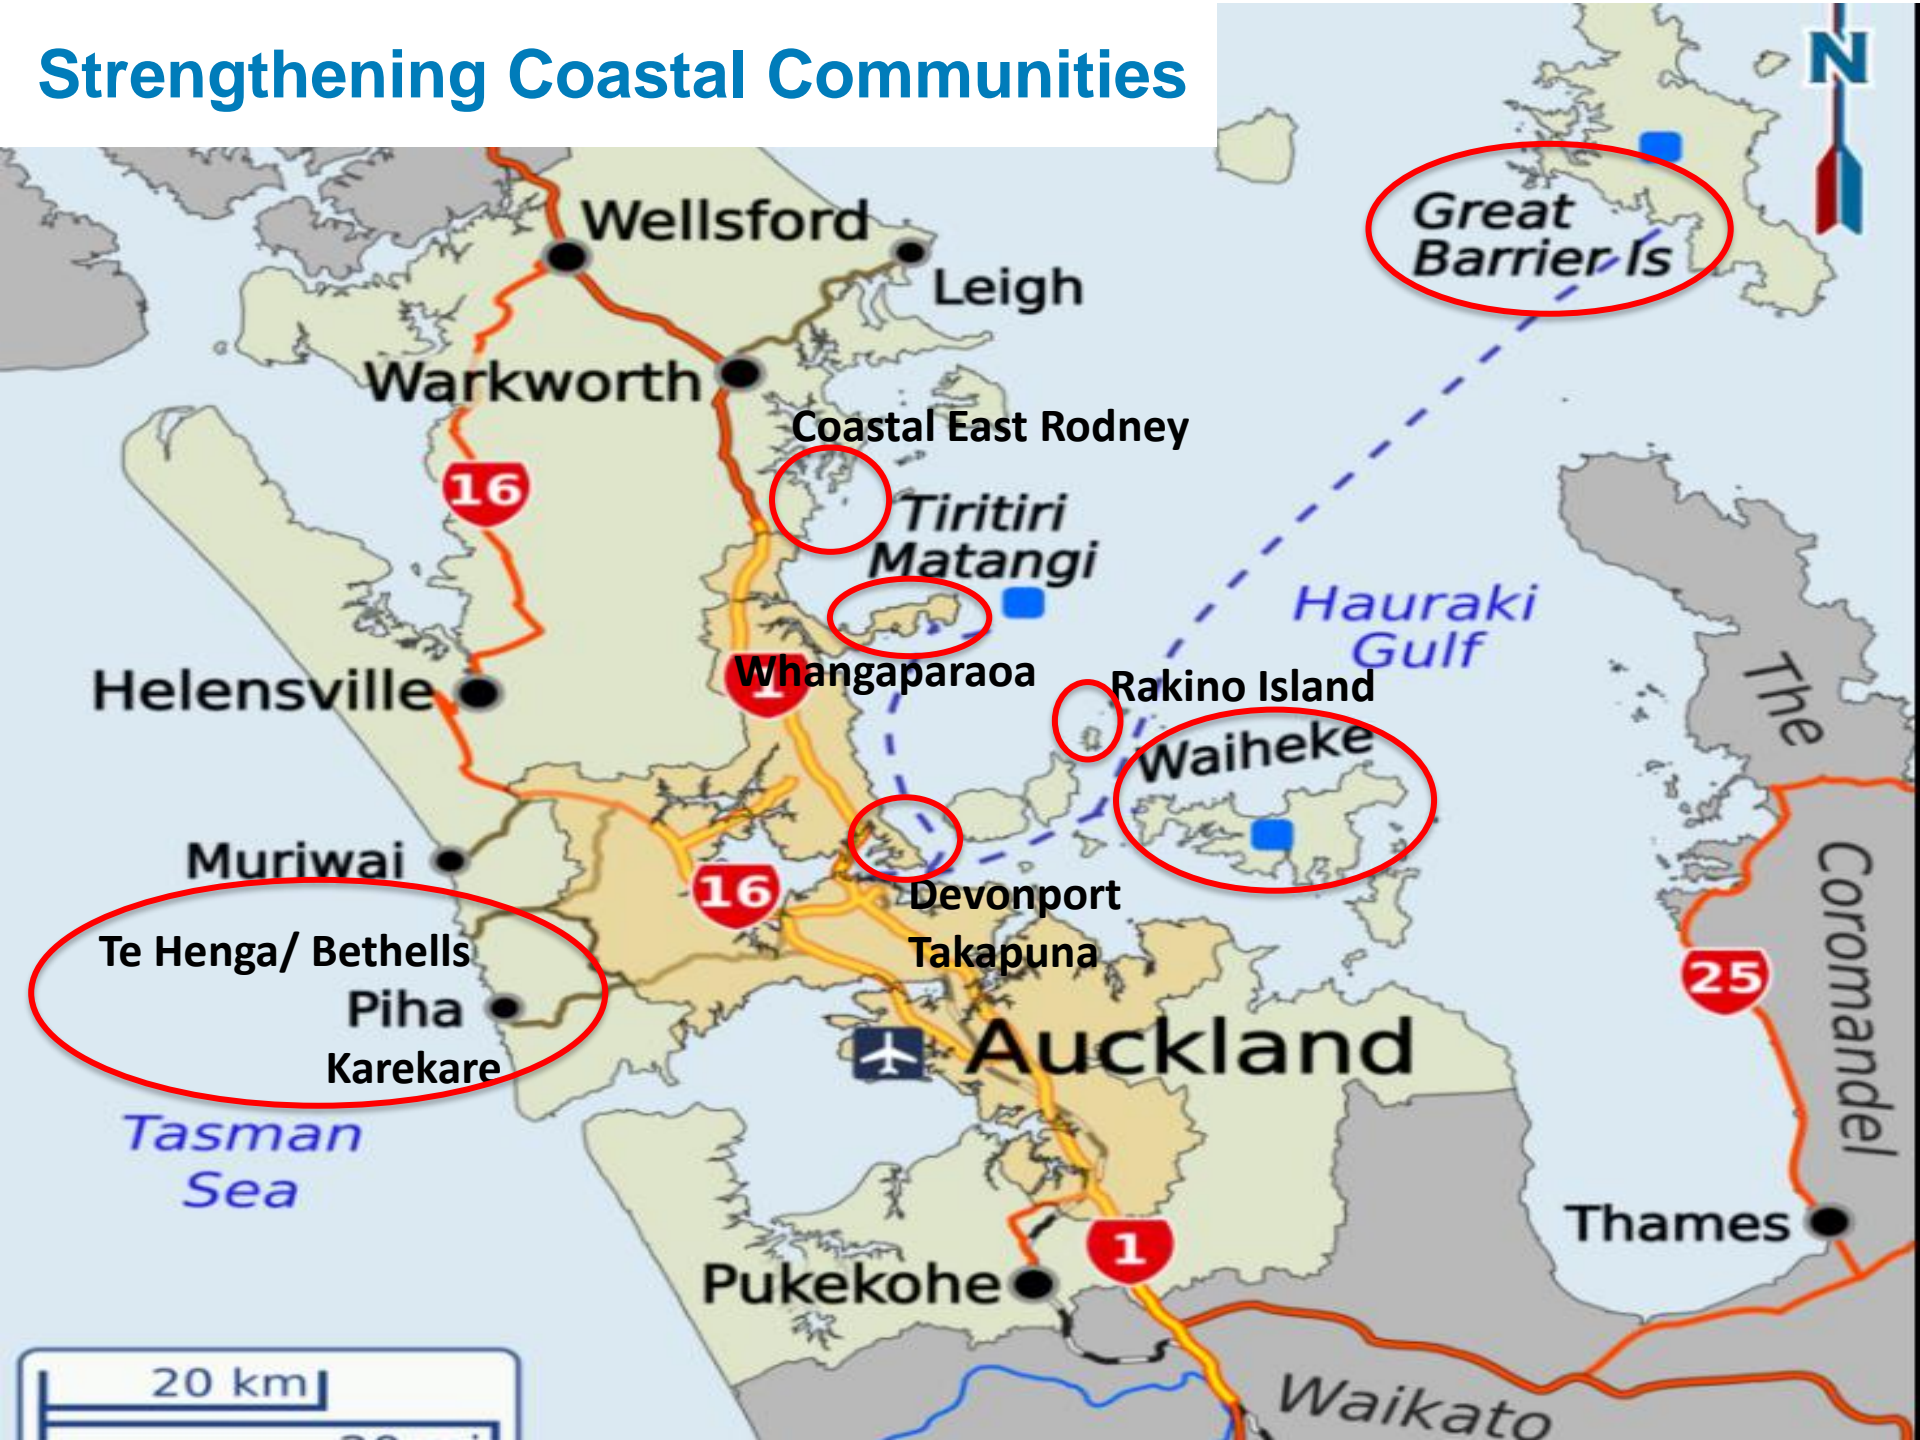 Strengthening Coastal Communities
N
Great
Barrier Is
Wellsford
Leigh
Warkworth
Coastal East Rodney
16
Tiritiri
Matangi
Hauraki
Gulf
Whangaparaoa
1
Rakino Island
Helensville
Waiheke
The
Coromandel
Muriwai
16
Devonport
Takapuna
Te Henga/ Bethells
Piha
Karekare
25
Auckland
Tasman
Sea
Thames
1
Pukekohe
20 km
Waikato